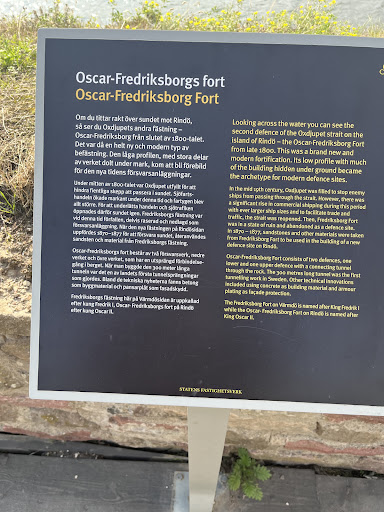 Oscar-Fredriksborgs fort
Oscar-Fredriksborg Fort
Om du tittar rakt över sundet mot Rindö,
så ser du Oxdjupets andra fästning –
Oscar-Fredriksborg från slutet av 1800-talet.
Det var då en helt ny och modern typ av
befästning. Den låga profilen, med stora delar
av verket dolt under mark, kom att bli förebild
för den nya tidens försvarsanläggningar.
Under mitten av 1800-talet var Oxdjupet utfyllt för att
hindra fientliga skepp att passera i sundet. Sjöfarts-
handeln ökade markant under denna tid och fartygen blev
allt större. För att underlätta handeln och sjötrafiken
öppnades därför sundet igen. Fredriksborgs fästning var
vid denna tid förfallen, delvis raserad och nedlagd som
försvarsanläggning. När den nya fästningen på Rindösidan
uppfördes 1870–1877 för att försvara sundet, återanvändes
sandsten och material från Fredriksborgs fästning.
Oscar-Fredriksborgs fort består av två försvarsverk, nedre
verket och övre verket, som har en utsprängd förbindelse-
gång i berget. När man byggde den 300 meter långa
tunneln var det en av landets första tunnelsprängningar
som gjordes. Bland de tekniska nyheterna fanns betong
som byggmaterial och pansarplåt som fasadskydd.
Fredriksborgs fästning här på Värmdösidan är uppkallad
efter kung Fredrik I, Oscar-Fredriksborgs fort på Rindö
efter kung Oscar II.
Looking across the water you can see the
second defence of the Oxdjupet strait on the
island of Rindö – the Oscar-Fredriksborg Fort
from late 1800. This was a brand new and
modern fortification. Its low profile with much
of the building hidden under ground became
the archetype for modern defence sites.
In the mid 19th century, Oxdjupet was filled to stop enemy
ships from passing through the strait. However, there was
a significant rise in commercial shipping during this period
with ever larger ship sizes and to facilitate trade and
traffic, the strait was reopened. Then, Fredriksborg Fort
was in a state of ruin and abandoned as a defence site.
In 1870 – 1877, sandstones and other materials were taken
from Fredriksborg Fort to be used in the building of a new
defence site on Rindö.
Oscar-Fredriksborg Fort consists of two defences, one
lower and one upper defence with a connecting tunnel
through the rock. The 300 metres long tunnel was the first
tunnelling work in Sweden. Other technical innovations
included using concrete as building material and armour
plating as façade protection.
The Fredriksborg Fort on Värmdö is named after King Fredrik I
while the Oscar-Fredriksborg Fort on Rindö is named after
King Oscar II.
STATENS FASTIGHETSVERK